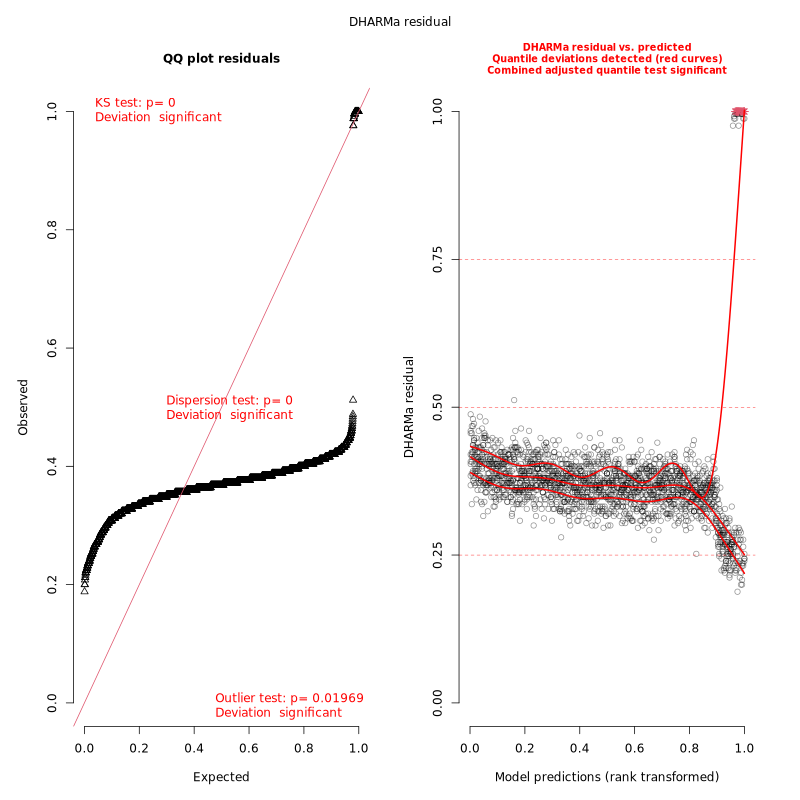 DHARMa residual
QQ plot residuals
KS test: p= 0
Deviation  significant
Dispersion test: p= 0
Deviation  significant
Outlier test: p= 0.01969
Deviation  significant
Observed
0.0
0.2
0.4
0.6
0.8
1.0
0.0
0.2
0.4
0.6
0.8
1.0
Expected
DHARMa residual vs. predicted
Quantile deviations detected (red curves)
Combined adjusted quantile test significant
DHARMa residual
0.00
0.25
0.50
0.75
1.00
0.0
0.2
0.4
0.6
0.8
1.0
Model predictions (rank transformed)